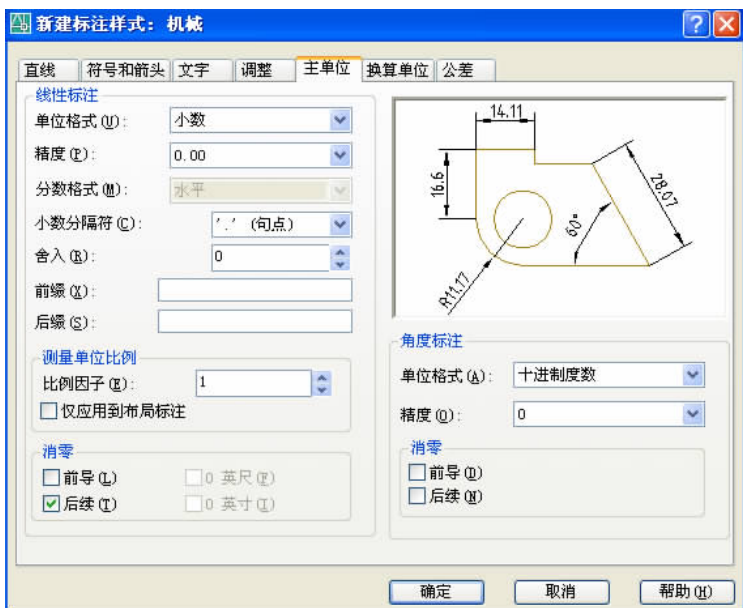 新建标注样式: 机械
直线 符号和箭头 文字 调整 主单位 换算单位 公差
线性标注
单位格式(U): 小数
精度(P): 0.00
分数格式(M): 水平
小数分隔符(C): '.' (句点)
舍入(R): 0
前缀(X):
后缀(S):
测量单位比例
比例因子(E): 1
仅应用到布局标注
消零
前导(L) 0 英尺(F)
后续(T) 0 英寸(I)
14.11
16.6
28.07
60°
R11.17
角度标注
单位格式(A): 十进制度数
精度(O): 0
消零
前导(D)
后续(N)
确定 取消 帮助(H)